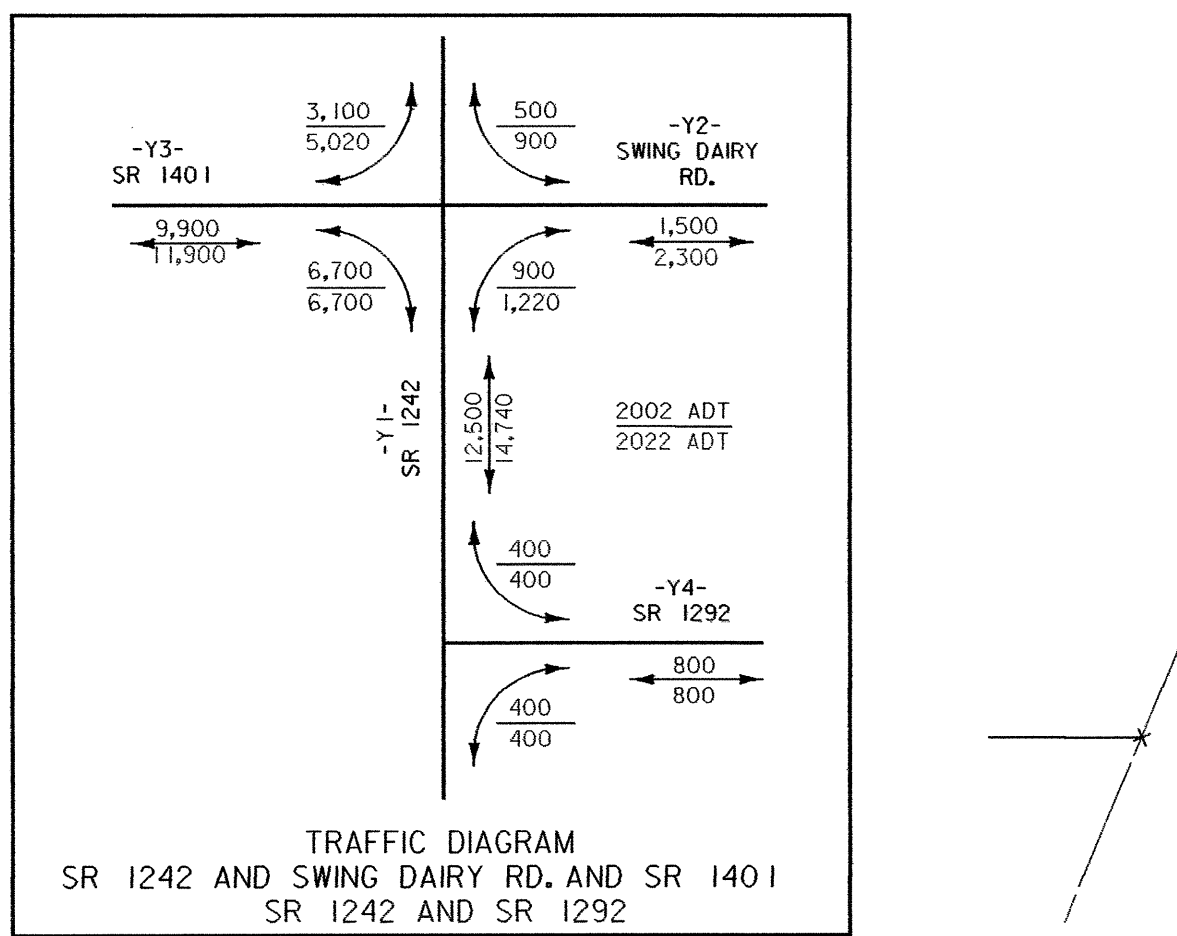 3,100
5,020
500
900
-Y3-
SR 1401
-Y2-
SWING DAIRY
RD.
9,900
11,900
6,700
6,700
900
1,220
1,500
2,300
-Y1-
SR 1242
12,500
14,740
2002 ADT
2022 ADT
400
400
-Y4-
SR 1292
800
800
400
400
TRAFFIC DIAGRAM
SR 1242 AND SWING DAIRY RD. AND SR 1401
SR 1242 AND SR 1292